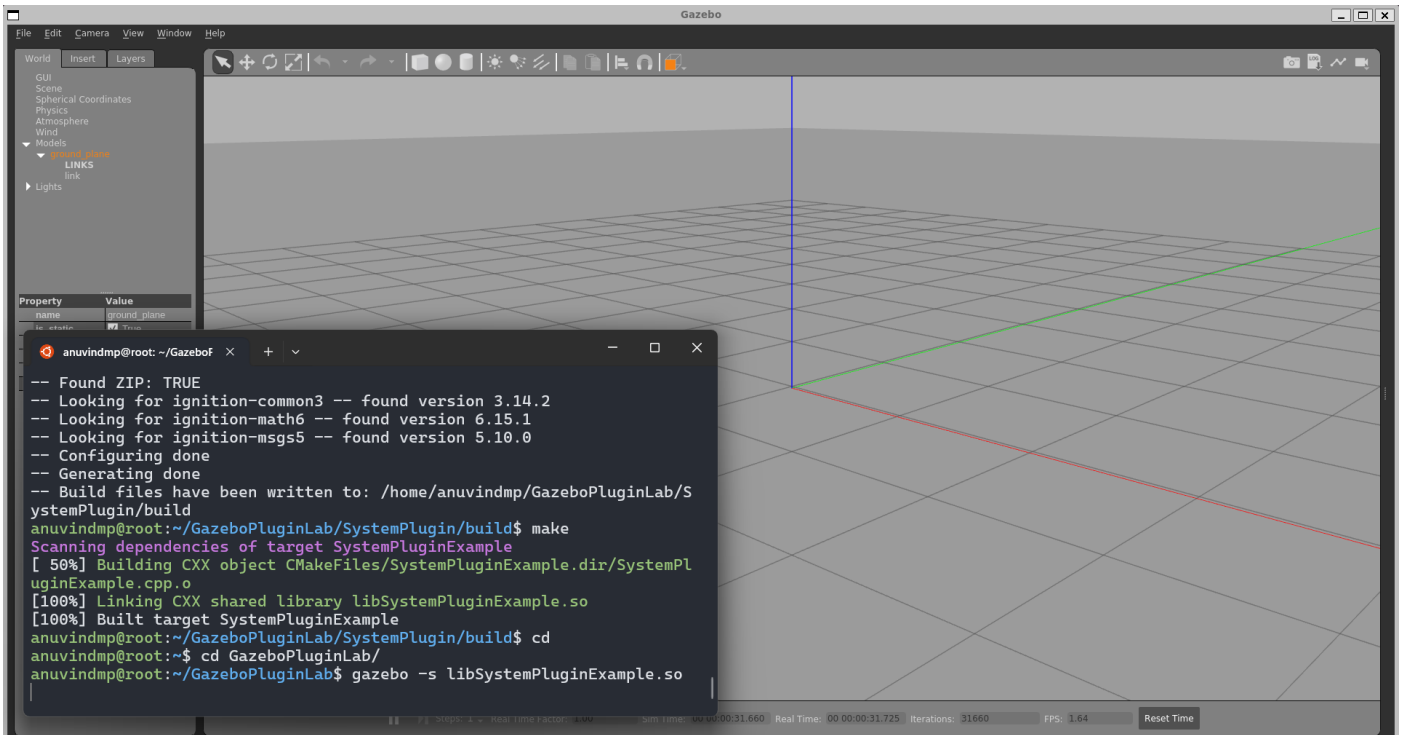 Gazebo
File Edit Camera View Window Help
World Insert Layers
GUI
Scene
Spherical Coordinates
Physics
Atmosphere
Wind
Models
ground_plane
LINKS
link
Lights
Property Value
name ground_plane
is_static True
anuvindmp@root: ~/GazeboP
-- Found ZIP: TRUE
-- Looking for ignition-common3 -- found version 3.14.2
-- Looking for ignition-math6 -- found version 6.15.1
-- Looking for ignition-msgs5 -- found version 5.10.0
-- Configuring done
-- Generating done
-- Build files have been written to: /home/anuvindmp/GazeboPluginLab/S
ystemPlugin/build
anuvindmp@root:~/GazeboPluginLab/SystemPlugin/build$ make
Scanning dependencies of target SystemPluginExample
[ 50%] Building CXX object CMakeFiles/SystemPluginExample.dir/SystemPl
uginExample.cpp.o
[100%] Linking CXX shared library libSystemPluginExample.so
[100%] Built target SystemPluginExample
anuvindmp@root:~/GazeboPluginLab/SystemPlugin/build$ cd
anuvindmp@root:~$ cd GazeboPluginLab/
anuvindmp@root:~/GazeboPluginLab$ gazebo -s libSystemPluginExample.so
Steps: 1 Real Time Factor: 1.00 Sim Time: 00 00:00:31.660 Real Time: 00 00:00:31.725 Iterations: 31660 FPS: 1.64 Reset Time